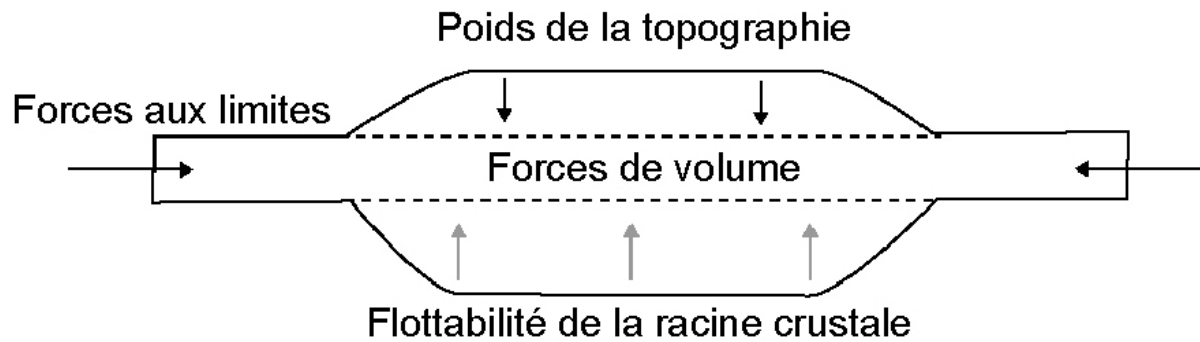 Poids de la topographie
Forces aux limites
Forces de volume
Flottabilité de la racine crustale